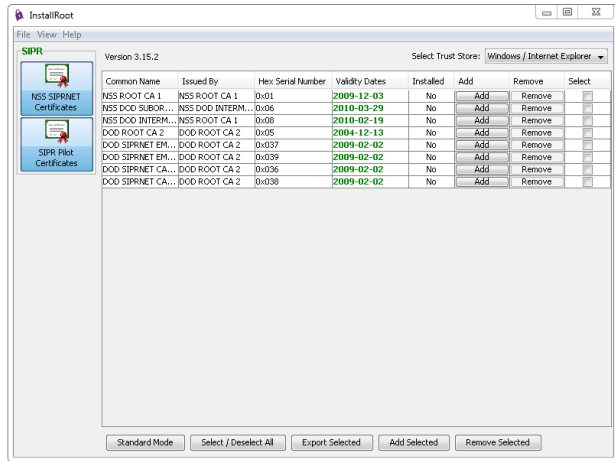 InstallRoot
File View Help
SIPR
NSS SIPRNET
Certificates
SIPR Pilot
Certificates
Version 3.15.2
Select Trust Store: Windows / Internet Explorer
Common Name Issued By Hex Serial Number Validity Dates Installed Add Remove Select
NSS ROOT CA 1 NSS ROOT CA 1 0x01 2009-12-03 No Add Remove
NSS DOD SUBOR... NSS DOD INTERM... 0x06 2010-03-29 No Add Remove
NSS DOD INTERM... NSS ROOT CA 1 0x08 2010-02-19 No Add Remove
DOD ROOT CA 2 DOD ROOT CA 2 0x05 2004-12-13 No Add Remove
DOD SIPRNET EM... DOD ROOT CA 2 0x037 2009-02-02 No Add Remove
DOD SIPRNET EM... DOD ROOT CA 2 0x039 2009-02-02 No Add Remove
DOD SIPRNET CA... DOD ROOT CA 2 0x036 2009-02-02 No Add Remove
DOD SIPRNET CA... DOD ROOT CA 2 0x038 2009-02-02 No Add Remove
Standard Mode Select / Deselect All Export Selected Add Selected Remove Selected